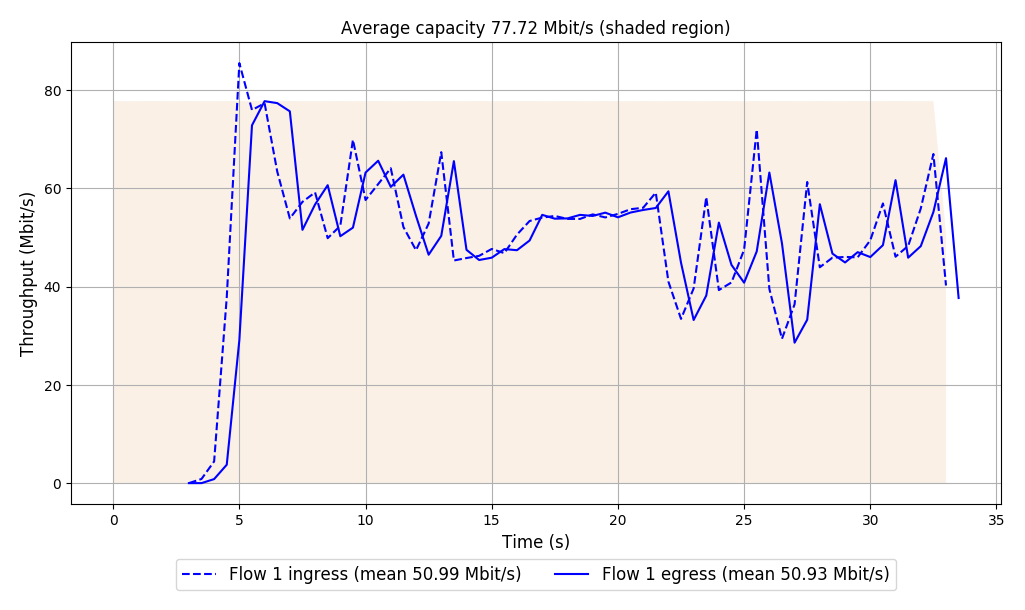 Average capacity 77.72 Mbit/s (shaded region)
Throughput (Mbit/s)
80
60
40
20
0
0 5 10 15 20 25 30 35
Time (s)
Flow 1 ingress (mean 50.99 Mbit/s) Flow 1 egress (mean 50.93 Mbit/s)